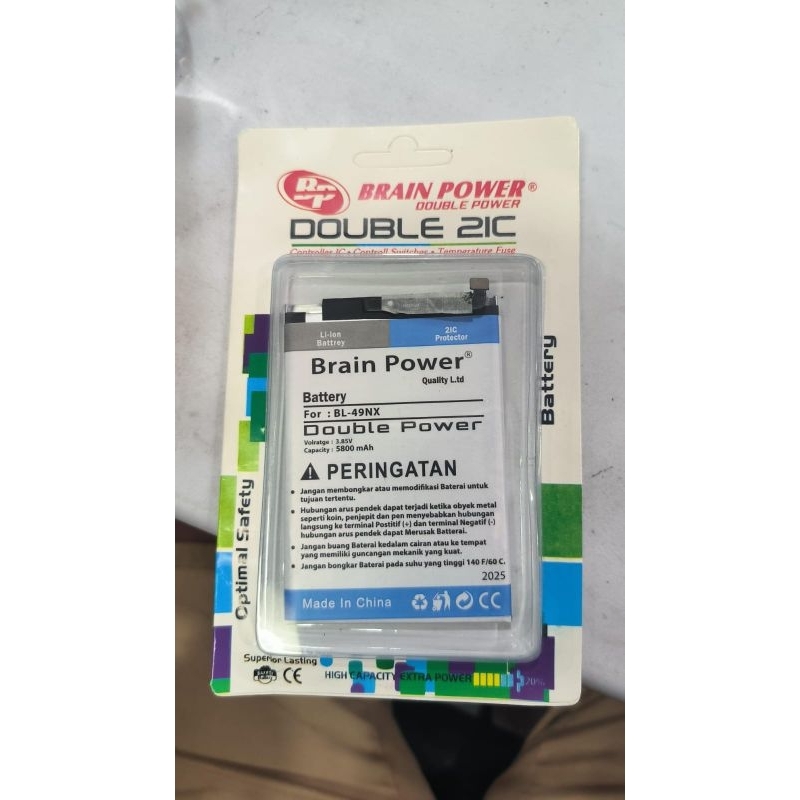 BRAIN POWER®
DOUBLE POWER
DOUBLE 2IC
Controller IC • Controll Switches • Temperature Fuse
Li-Ion
Battrey
2IC
Protector
Brain Power®
Quality L.td
Battery
For : BL-49NX
Double Power
Volratge : 3.85V
Capacity : 5800 mAh
PERINGATAN
• Jangan membongkar atau memodifikasi Baterai untuk
tujuan tertentu.
• Hubungan arus pendek dapat terjadi ketika obyek metal
seperti koin, penjepit dan pen menyebabkan hubungan
langsung ke terminal Postitif (+) dan terminal Negatif (-)
hubungan arus pendek dapat Merusak Baterai.
• Jangan buang Baterai kedalam cairan atau ke tempat
yang memiliki guncangan mekanik yang kuat.
• Jangan bongkar Baterai pada suhu yang tinggi 140 F/60 C.
2025
Made In China
CC
Battery
Optimal Safety
Superior Lasting
CE
HIGH CAPACITY EXTRA POWER
20%